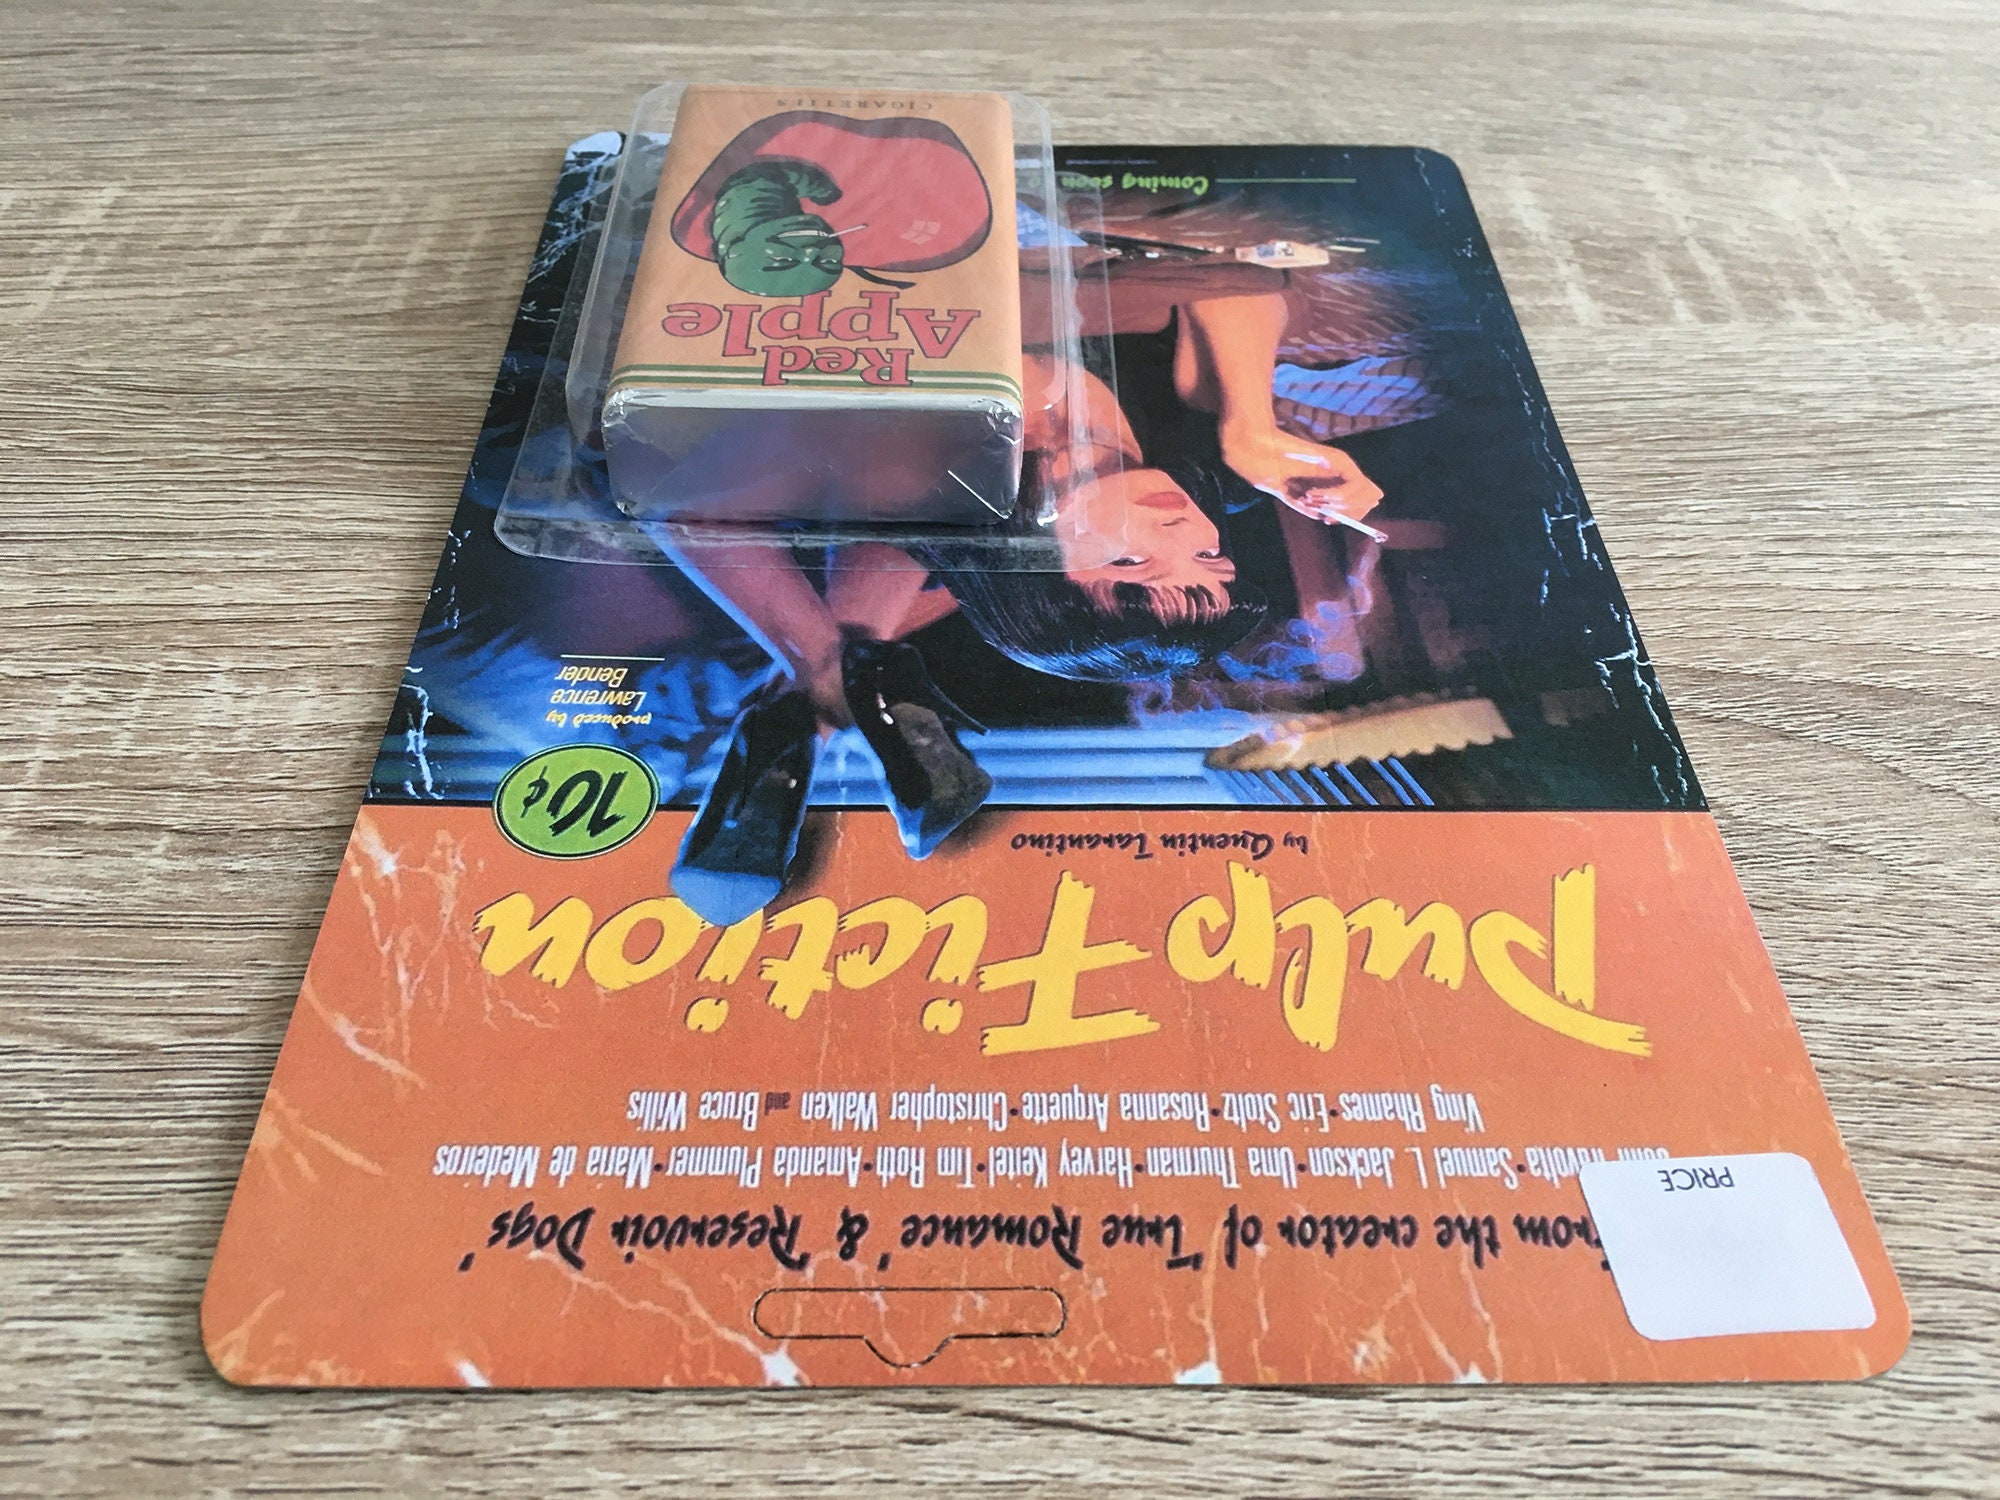 PRICE
From the creator of 'True Romance' & 'Reservoir Dogs'
John Travolta • Samuel L. Jackson • Uma Thurman • Harvey Keitel • Tim Roth • Amanda Plummer • Maria de Medeiros
Ving Rhames • Eric Stoltz • Rosanna Arquette • Christopher Walken and Bruce Willis
Pulp Fiction
by Quentin Tarantino
10¢
produced by
Lawrence
Bender
Red
Apple
CIGARETTES
Coming soon